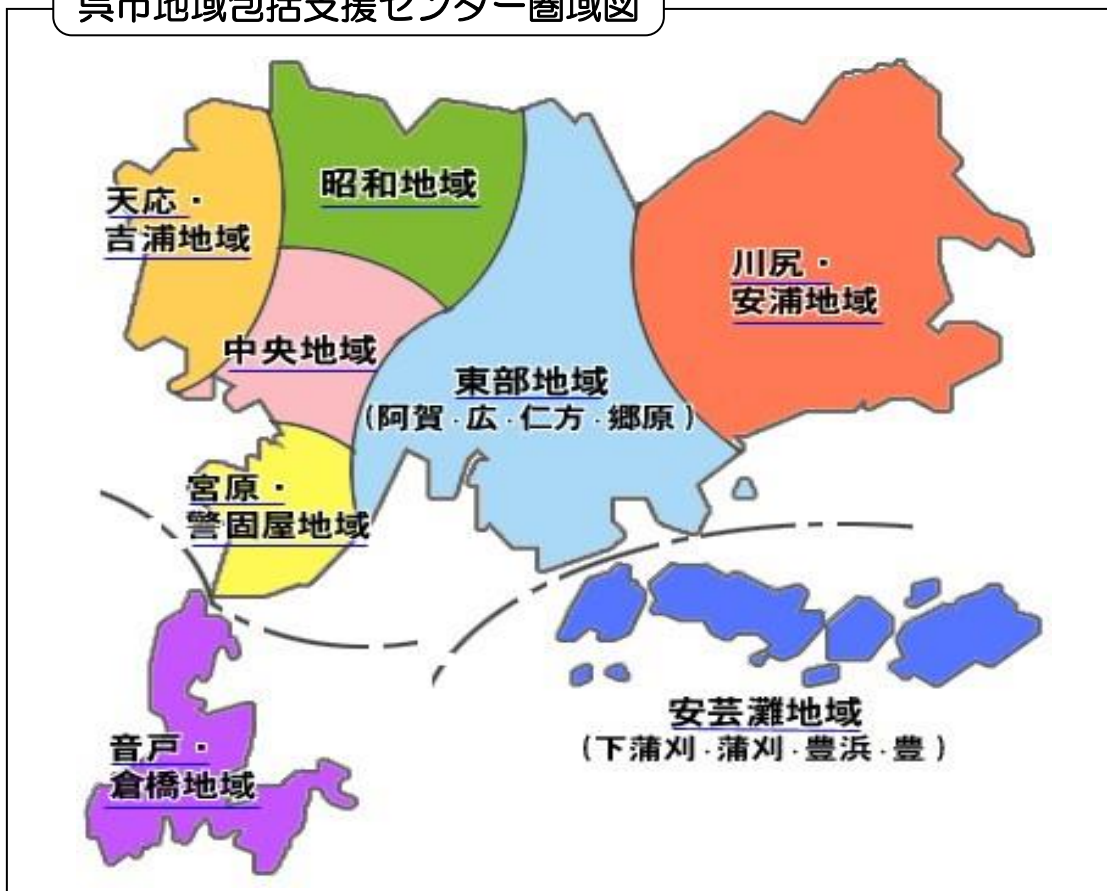 呉市地域包括支援センター圏域図
昭和地域
天応・
吉浦地域
川尻・
安浦地域
中央地域
東部地域
(阿賀・広・仁方・郷原)
宮原・
警固屋地域
安芸灘地域
(下蒲刈・蒲刈・豊浜・豊)
音戸・
倉橋地域